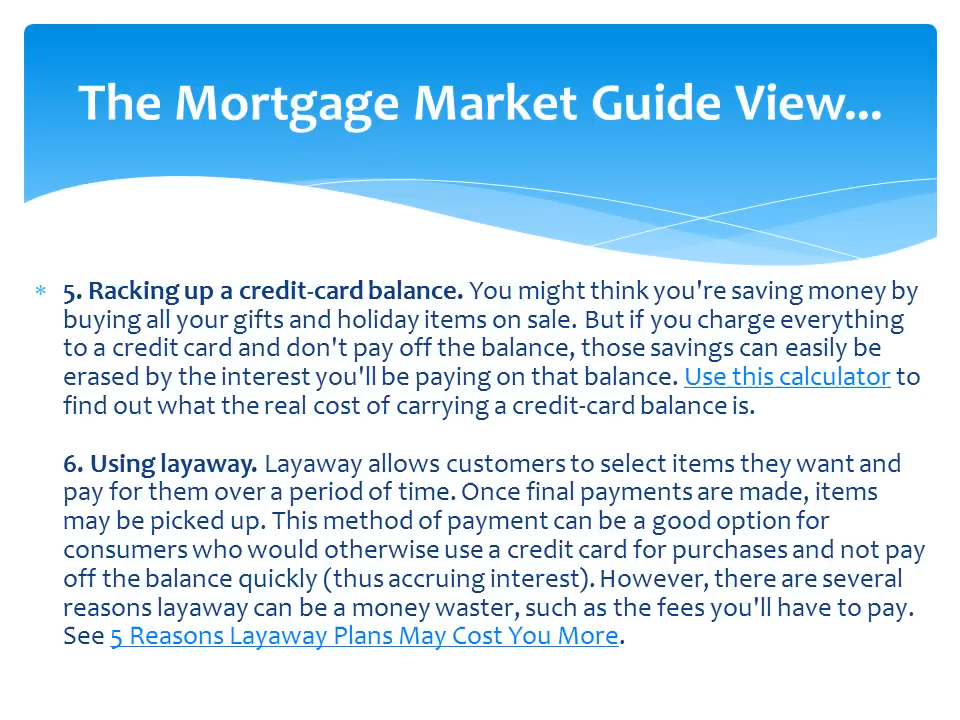 The Mortgage Market Guide View...
* 5. Racking up a credit-card balance. You might think you're saving money by
buying all your gifts and holiday items on sale. But if you charge everything
to a credit card and don't pay off the balance, those savings can easily be
erased by the interest you'll be paying on that balance. Use this calculator to
find out what the real cost of carrying a credit-card balance is.
6. Using layaway. Layaway allows customers to select items they want and
pay for them over a period of time. Once final payments are made, items
may be picked up. This method of payment can be a good option for
consumers who would otherwise use a credit card for purchases and not pay
off the balance quickly (thus accruing interest). However, there are several
reasons layaway can be a money waster, such as the fees you'll have to pay.
See 5 Reasons Layaway Plans May Cost You More.